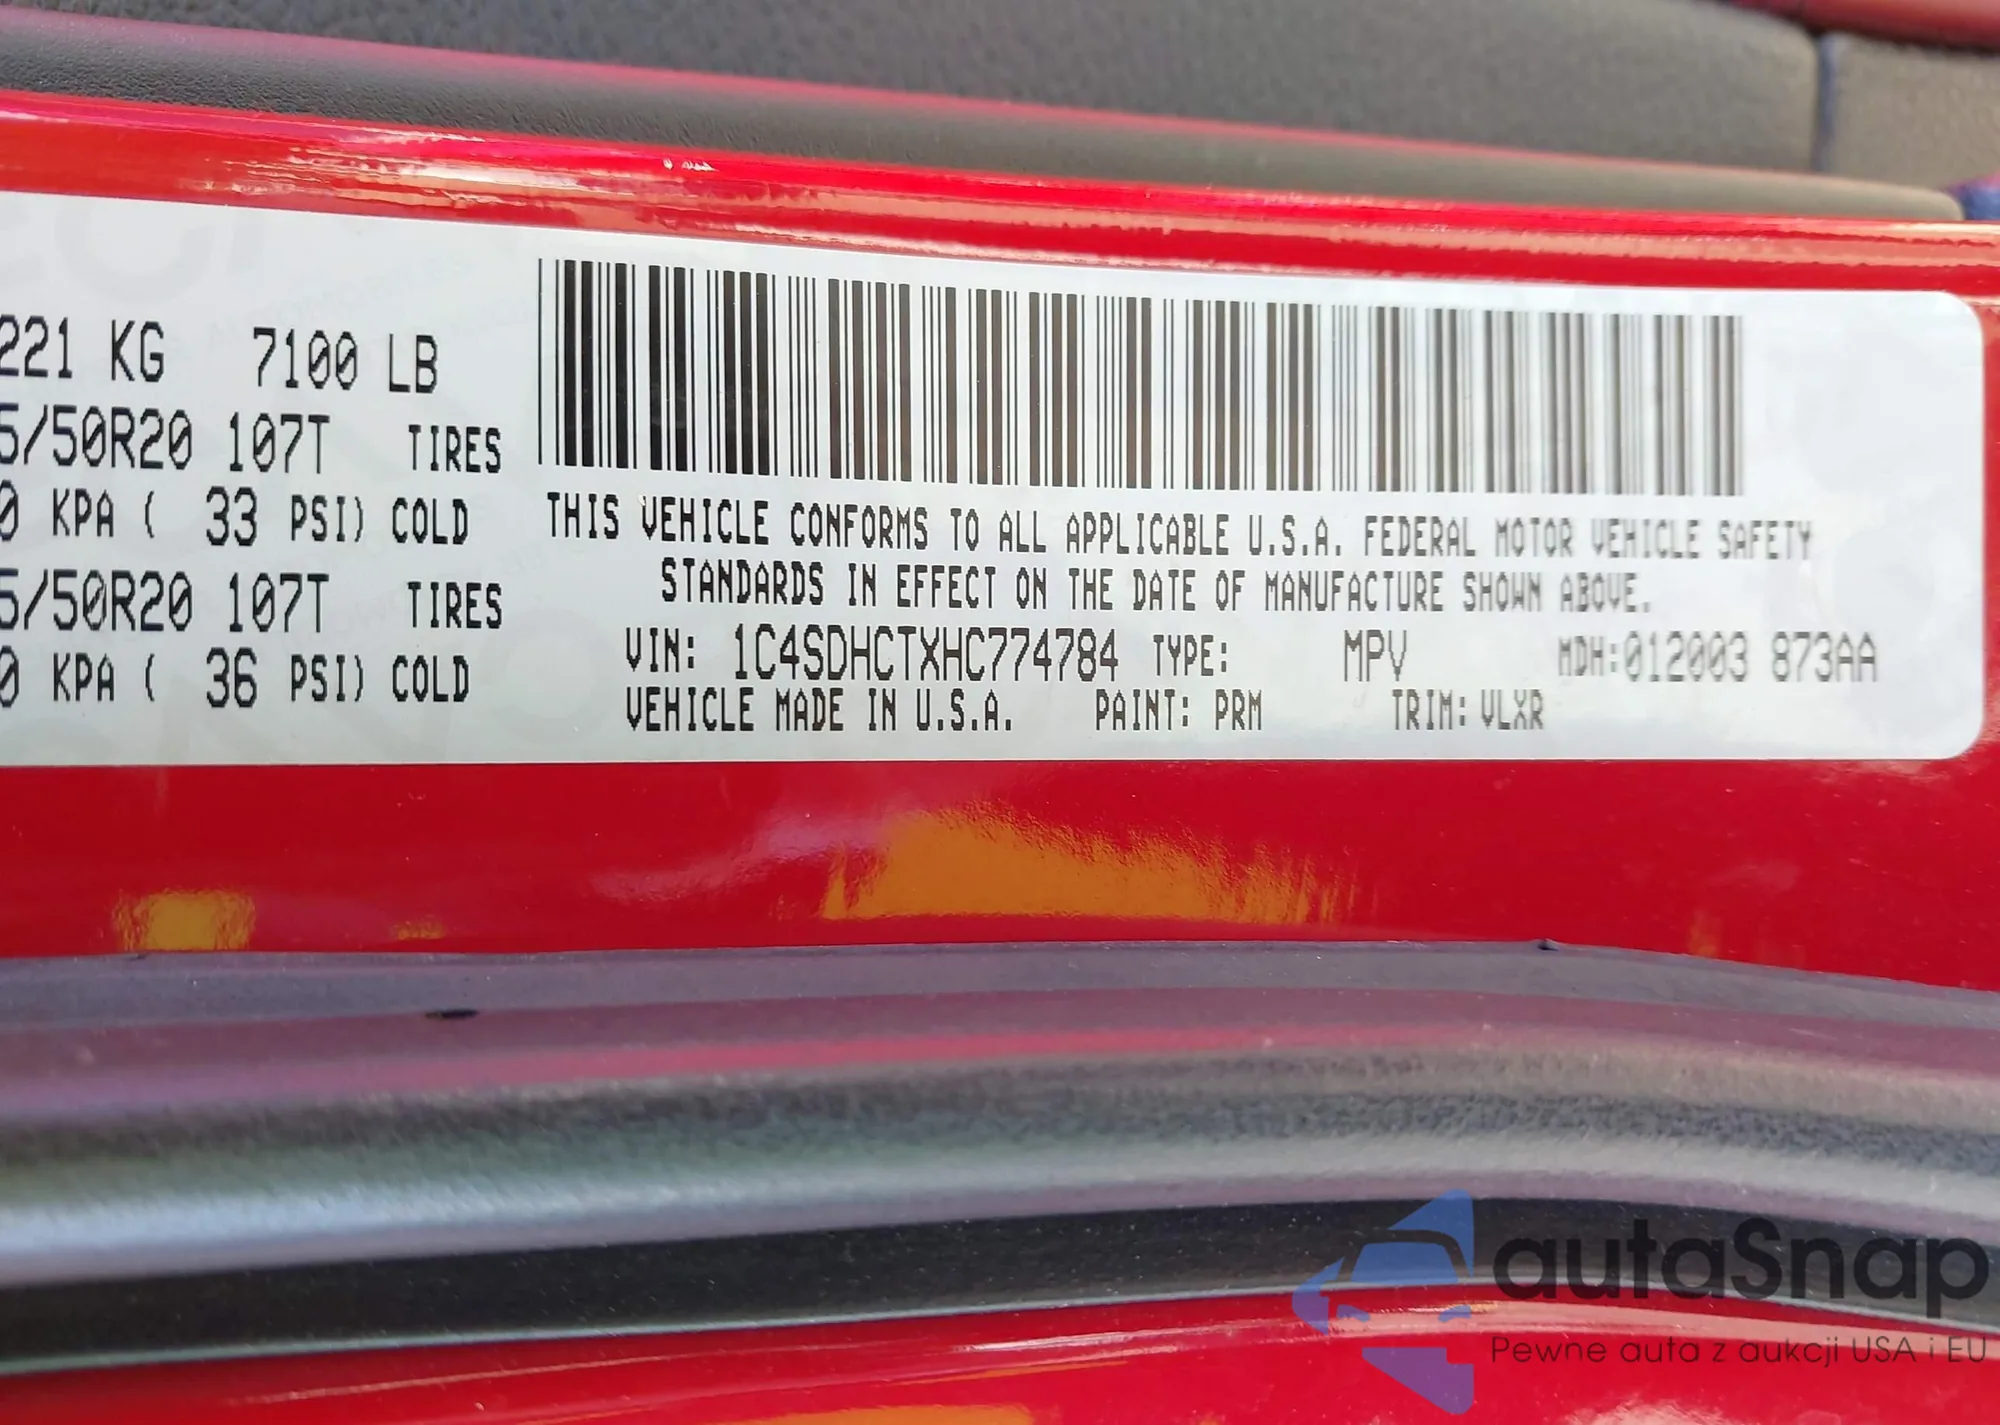 221 KG 7100 LB
5/50R20 107T TIRES
0 KPA ( 33 PSI) COLD
5/50R20 107T TIRES
0 KPA ( 36 PSI) COLD
THIS VEHICLE CONFORMS TO ALL APPLICABLE U.S.A. FEDERAL MOTOR VEHICLE SAFETY
STANDARDS IN EFFECT ON THE DATE OF MANUFACTURE SHOWN ABOVE.
VIN: 1C4SDHCTXHC774784 TYPE: MPV MDH:012003 873AA
VEHICLE MADE IN U.S.A. PAINT: PRM TRIM: VLXR
autaSnap
Pewne auta z aukcji USA i EU